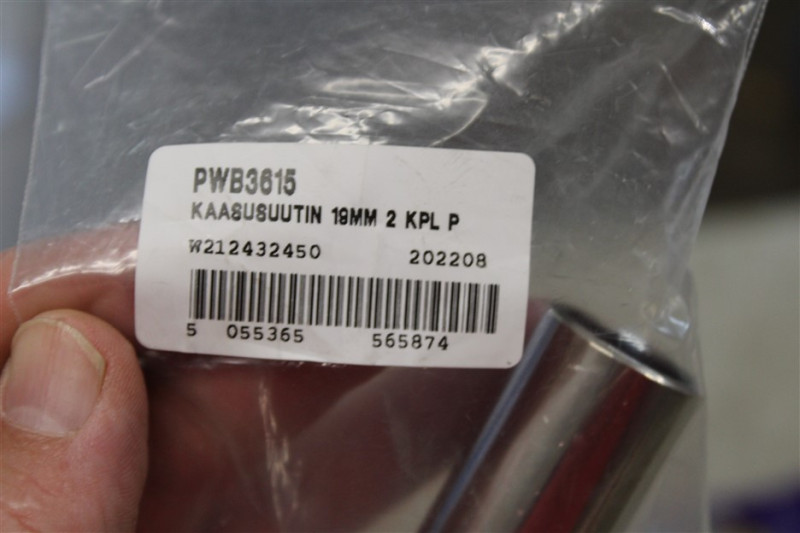 PWB3615
KAASUSUUTIN 19MM 2 KPL P
W212432450 202208
5 055365 565874